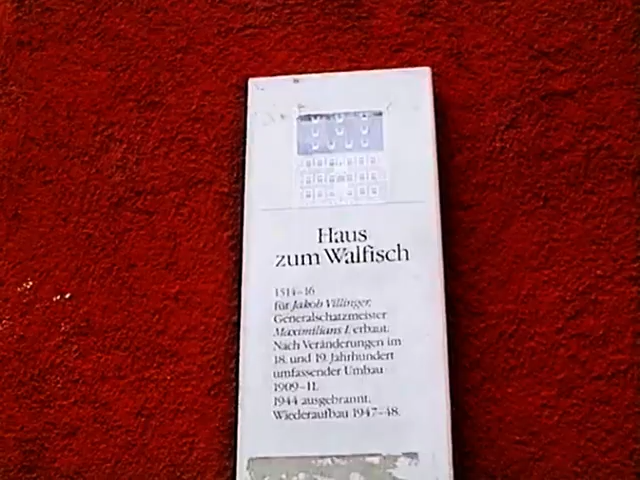 Haus
zum Walfisch
1514–16
für Jakob Villinger,
Generalschatzmeister
Maximilians I. erbaut.
Nach Veränderungen im
18. und 19. Jahrhundert
umfassender Umbau
1909–11.
1944 ausgebrannt.
Wiederaufbau 1947–48.